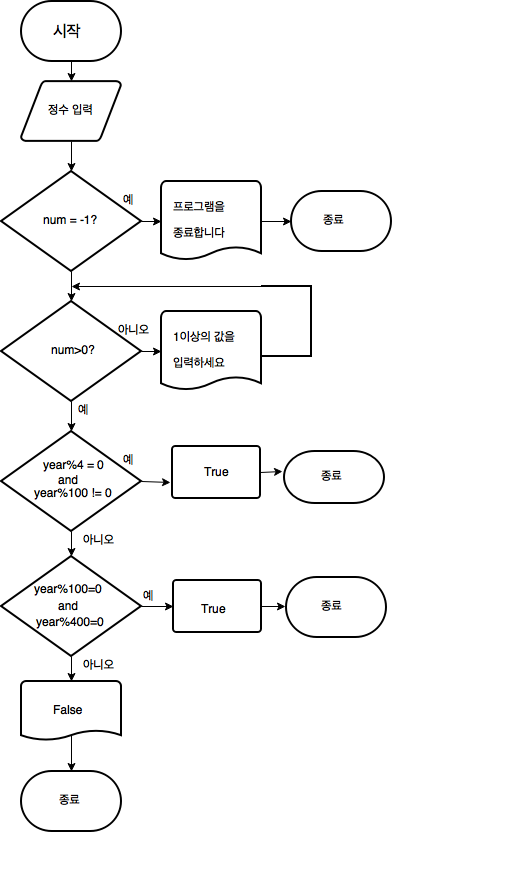 시작
정수 입력
예
num = -1?
프로그램을
종료합니다
종료
아니오
num>0?
1이상의 값을
입력하세요
예
year%4 = 0
and
year%100 != 0
예
True
종료
아니오
year%100=0
and
year%400=0
예
True
종료
아니오
False
종료